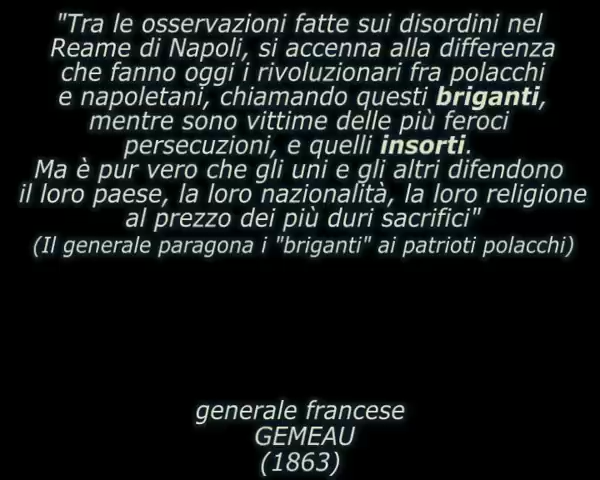 "Tra le osservazioni fatte sui disordini nel
Reame di Napoli, si accenna alla differenza
che fanno oggi i rivoluzionari fra polacchi
e napoletani, chiamando questi briganti,
mentre sono vittime delle più feroci
persecuzioni, e quelli insorti.
Ma è pur vero che gli uni e gli altri difendono
il loro paese, la loro nazionalità, la loro religione
al prezzo dei più duri sacrifici"
(Il generale paragona i "briganti" ai patrioti polacchi)
generale francese
GEMEAU
(1863)